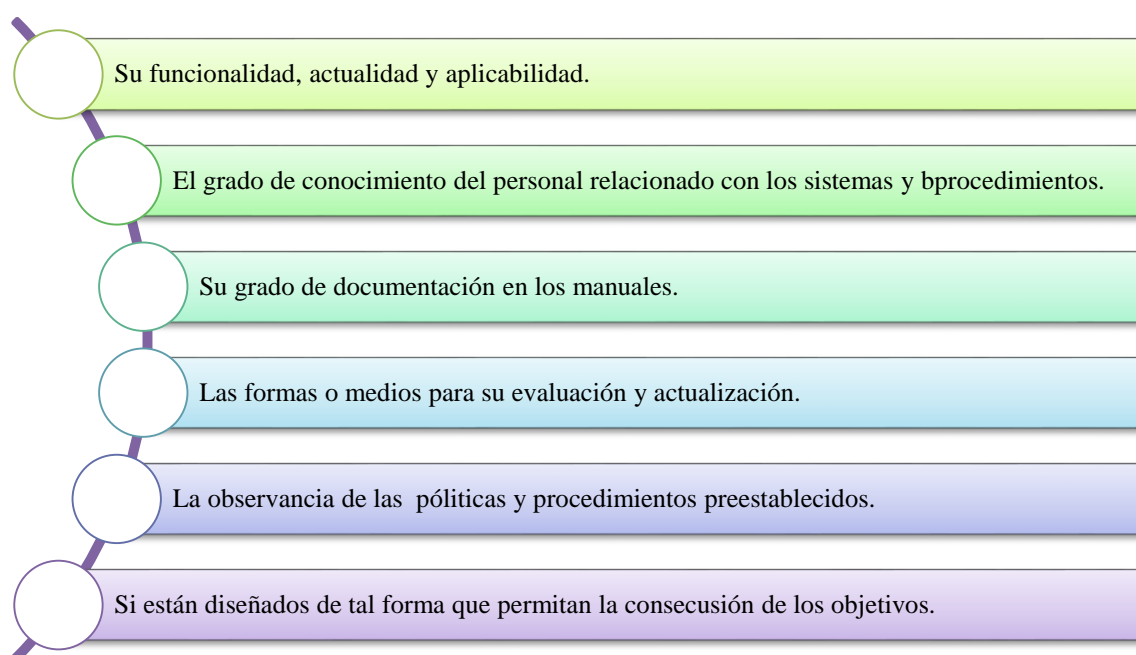 Su funcionalidad, actualidad y aplicabilidad.
El grado de conocimiento del personal relacionado con los sistemas y bprocedimientos.
Su grado de documentación en los manuales.
Las formas o medios para su evaluación y actualización.
La observancia de las  póliticas y procedimientos preestablecidos.
Si están diseñados de tal forma que permitan la consecusión de los objetivos.